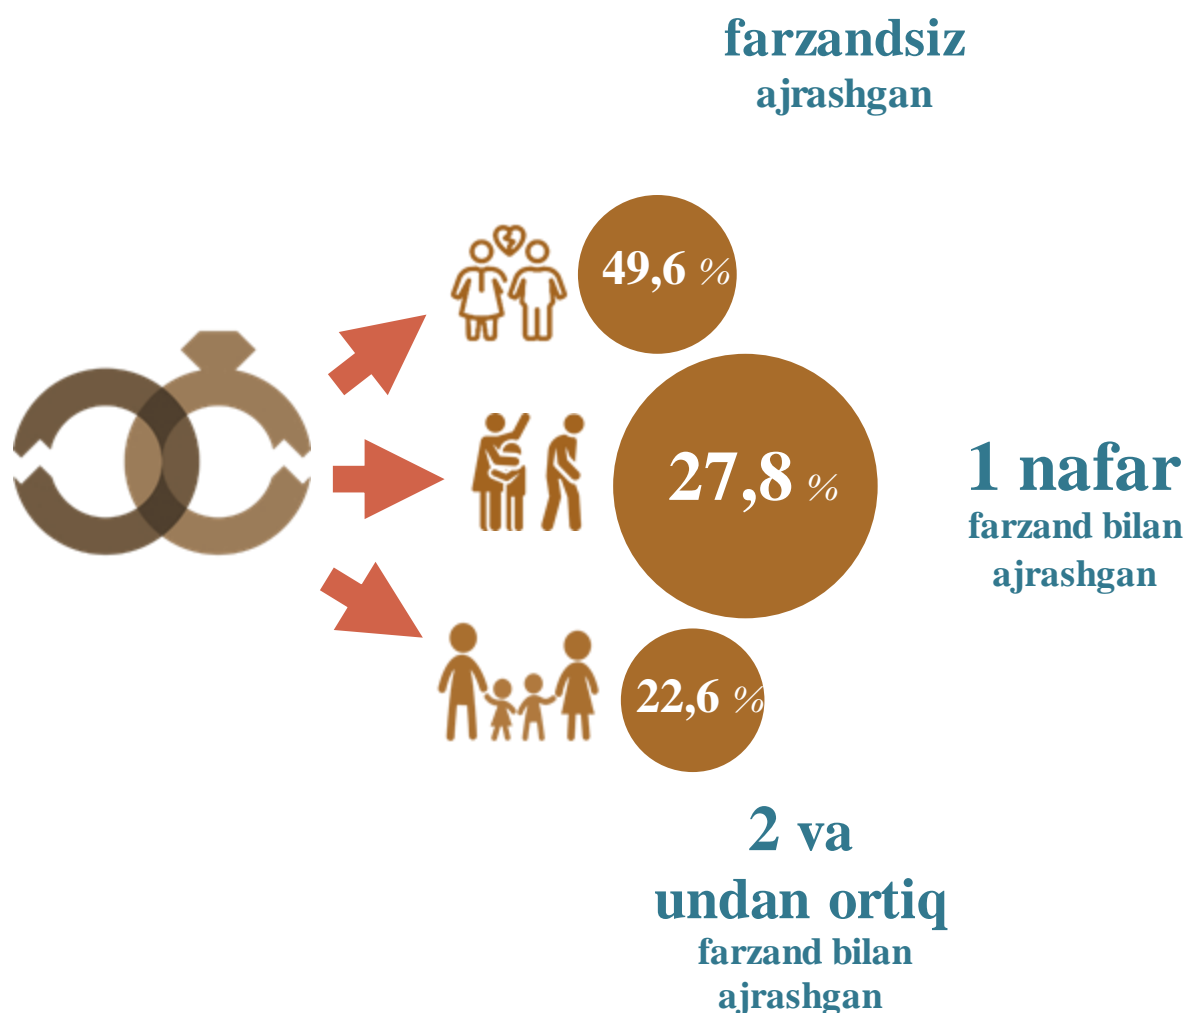 farzandsiz
ajrashgan
49,6 %
27,8 %
1 nafar
farzand bilan
ajrashgan
22,6 %
2 va
undan ortiq
farzand bilan
ajrashgan